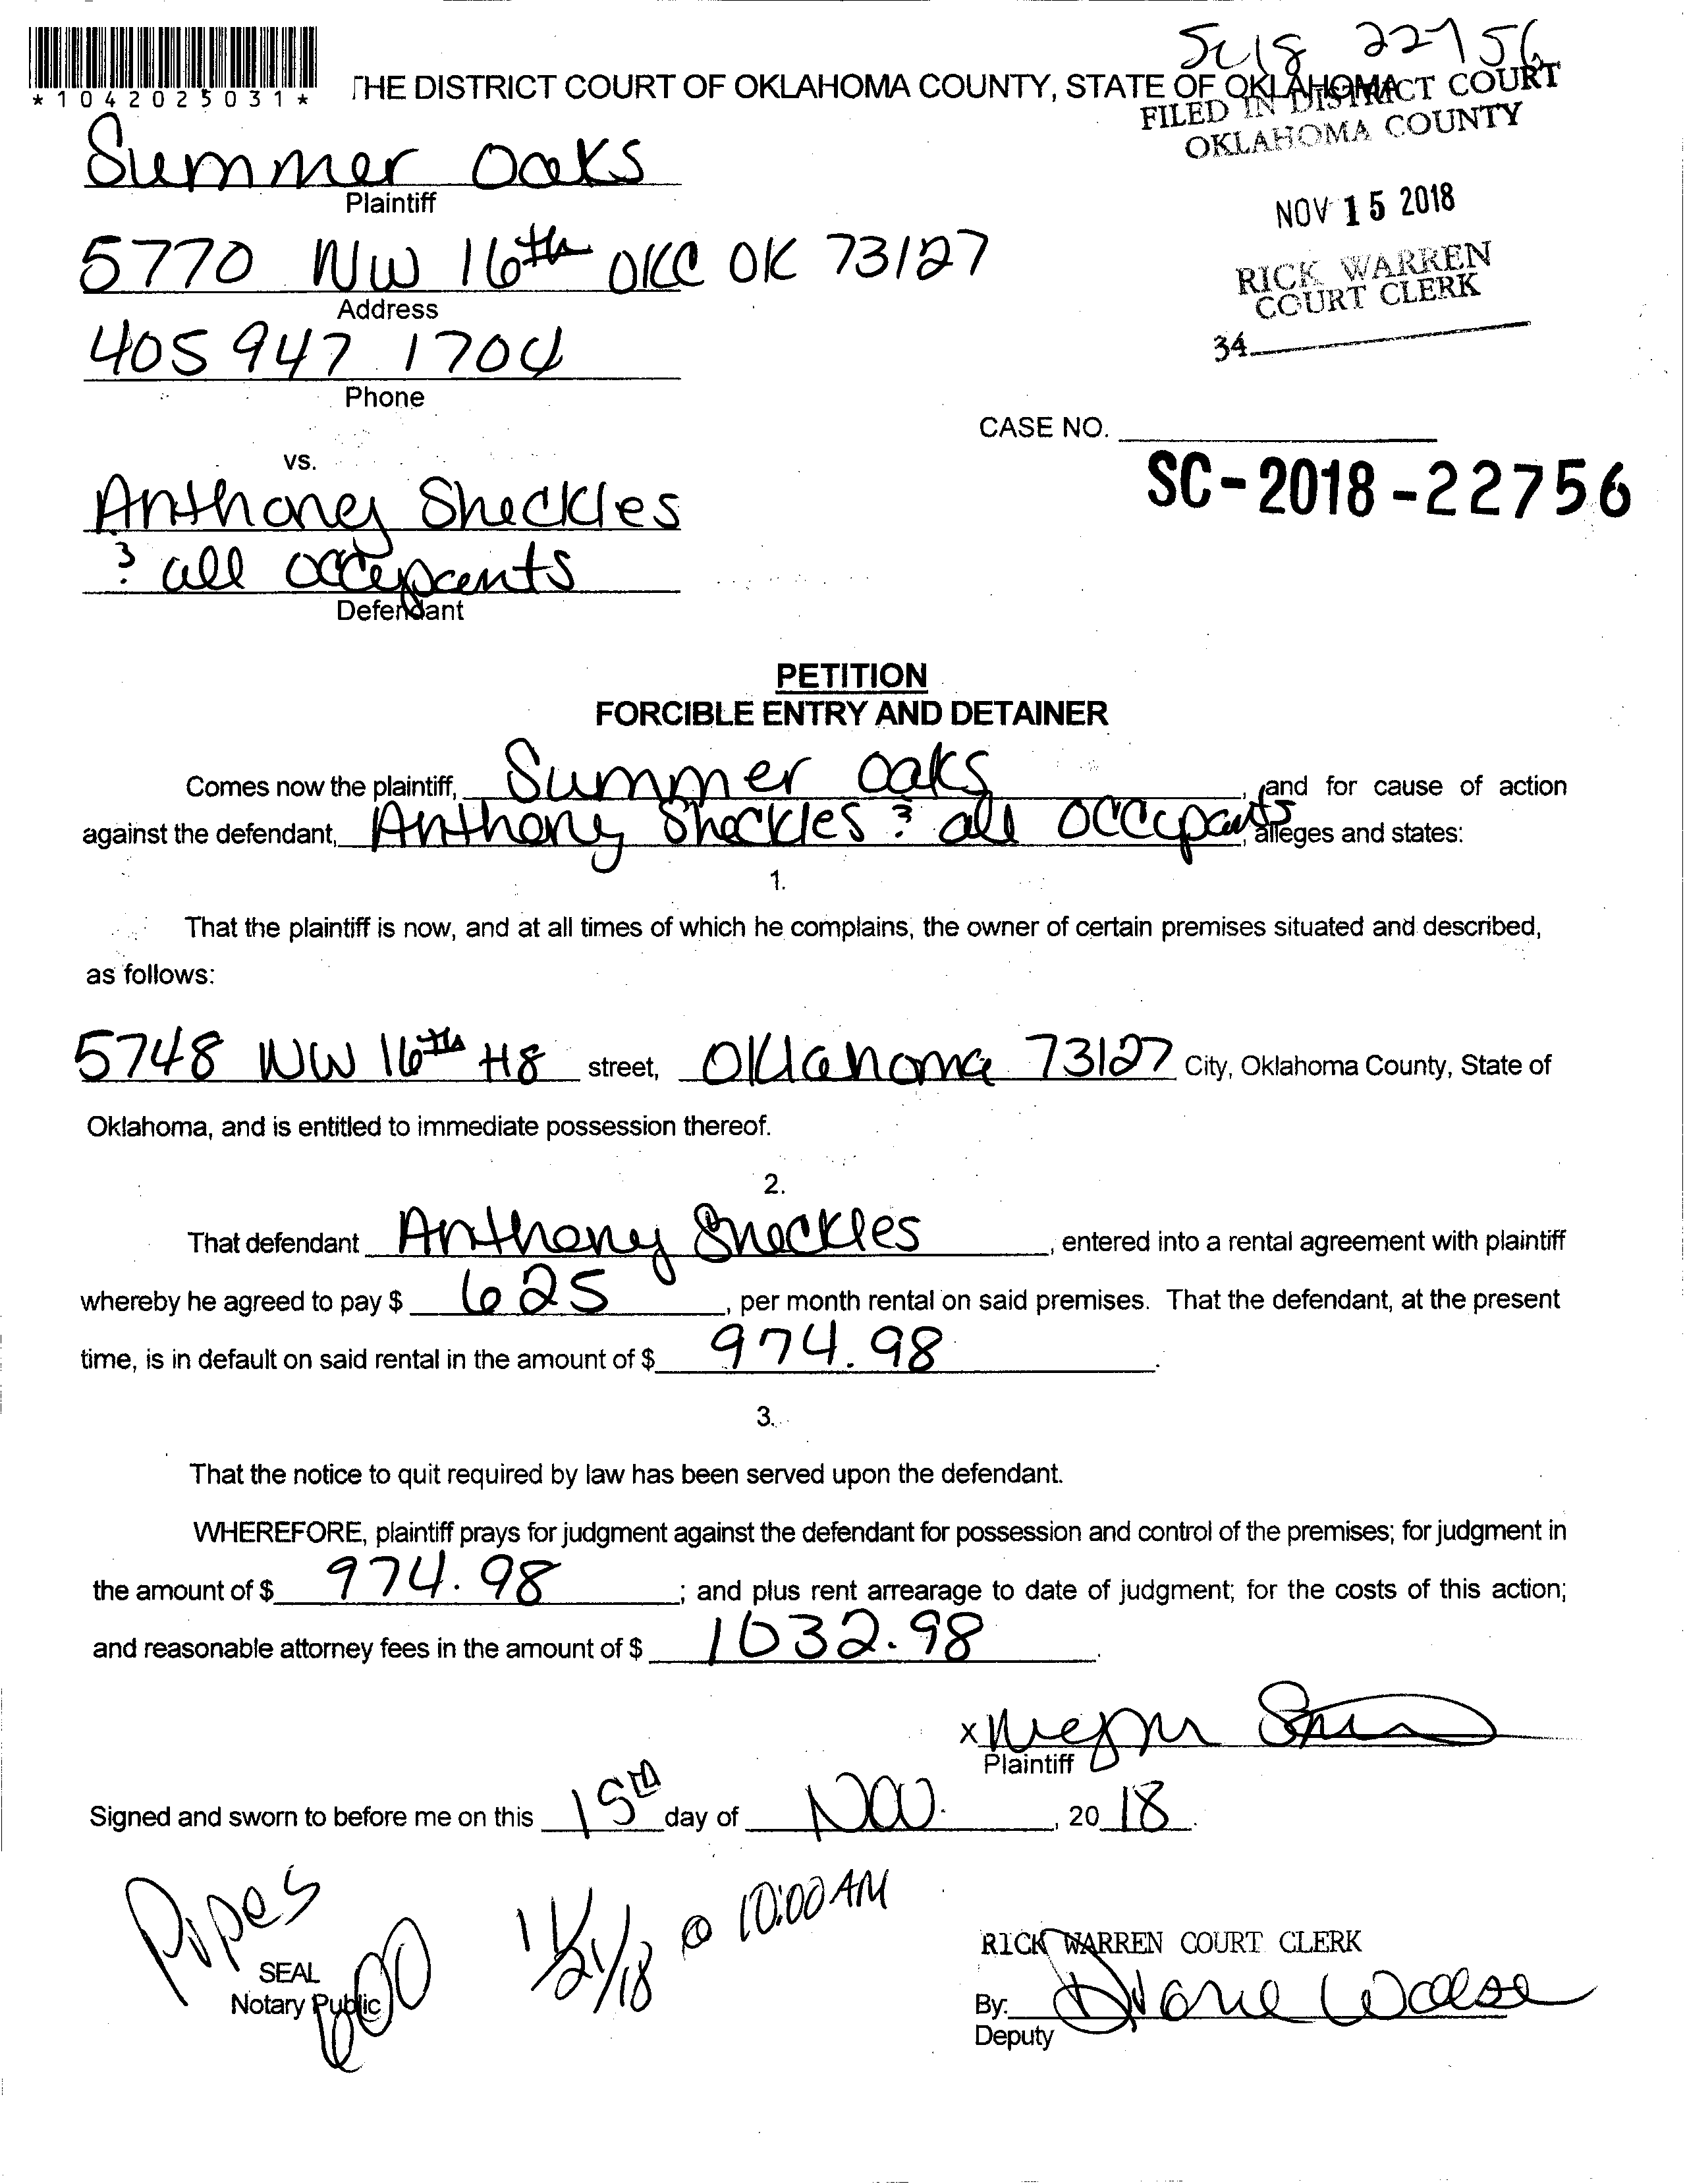 SC18 22756
*1042025031*
THE DISTRICT COURT OF OKLAHOMA COUNTY, STATE OF OKLAHOMA
FILED IN DISTRICT COURT
OKLAHOMA COUNTY
Summer Oaks
Plaintiff
NOV 15 2018
5770 NW 16th OKC OK 73127
Address
RICK WARREN
COURT CLERK
405 947 1704
Phone
34
CASE NO.
SC-2018-22756
vs.
Anthony Sheckles
& all occupants
Defendant
PETITION
FORCIBLE ENTRY AND DETAINER
Comes now the plaintiff, Summer Oaks, and for cause of action
against the defendant, Anthony Sheckles & all occupants, alleges and states:
1.
That the plaintiff is now, and at all times of which he complains, the owner of certain premises situated and described,
as follows:
5748 NW 16th H8 street, Oklahoma 73127 City, Oklahoma County, State of
Oklahoma, and is entitled to immediate possession thereof.
2.
That defendant Anthony Sheckles, entered into a rental agreement with plaintiff
whereby he agreed to pay $ 625, per month rental on said premises. That the defendant, at the present
time, is in default on said rental in the amount of $ 974.98.
3.
That the notice to quit required by law has been served upon the defendant.
WHEREFORE, plaintiff prays for judgment against the defendant for possession and control of the premises; for judgment in
the amount of $ 974.98; and plus rent arrearage to date of judgment; for the costs of this action;
and reasonable attorney fees in the amount of $ 1032.98.
x Megan
Plaintiff
Signed and sworn to before me on this 15th day of Nov., 2018.
Pipes
11/21/18 @ 10:00 AM
RICK WARREN COURT CLERK
SEAL
Notary Public
600
By: Diane
Deputy